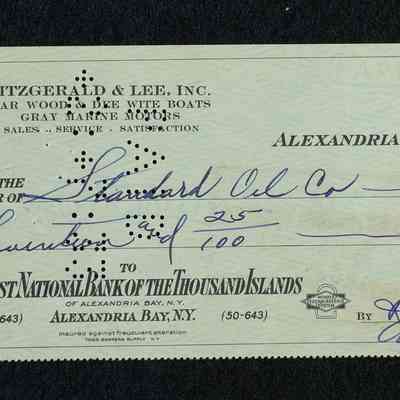 ITZGERALD & LEE, INC.
AR WOOD & DEE WITE BOATS
GRAY MARINE MOTORS
SALES .. SERVICE . SATISFACTION
ALEXANDRIA
THE
R OF Standard Oil Co
and 25/100
TO
ST NATIONAL BANK OF THE THOUSAND ISLANDS
OF ALEXANDRIA BAY, N.Y.
-643) ALEXANDRIA BAY, N.Y. (50-643) BY
Insured against fraudulent alteration